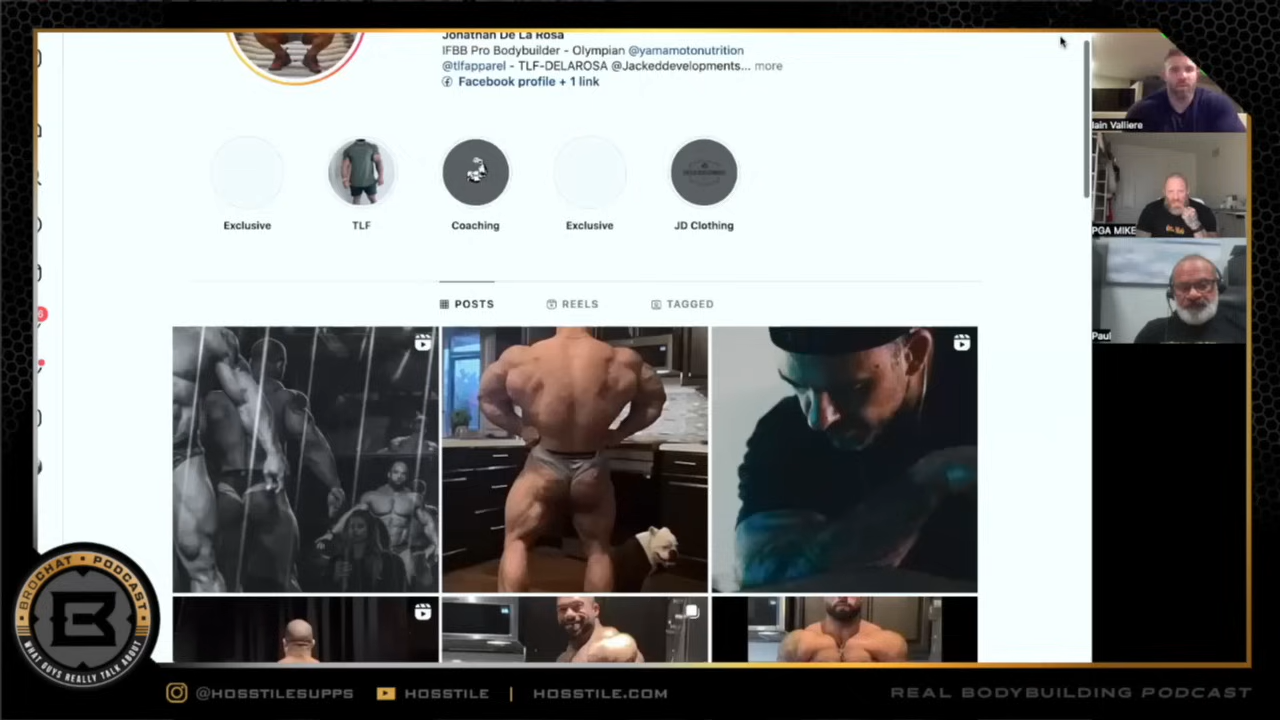 Jonathan De La Rosa
IFBB Pro Bodybuilder - Olympian @yamamotonutrition
@tlfapparel - TLF-DELAROSA @Jackeddevelopments... more
Facebook profile + 1 link
Exclusive
TLF
Coaching
Exclusive
JD Clothing
POSTS
REELS
TAGGED
6
Iain Valliere
PGA MIKE
Paul
BROCHAT • PODCAST
B
WHAT GUYS REALLY TALK ABOUT
@HOSSTILESUPPS
HOSSTILE
|
HOSSTILE.COM
REAL BODYBUILDING PODCAST